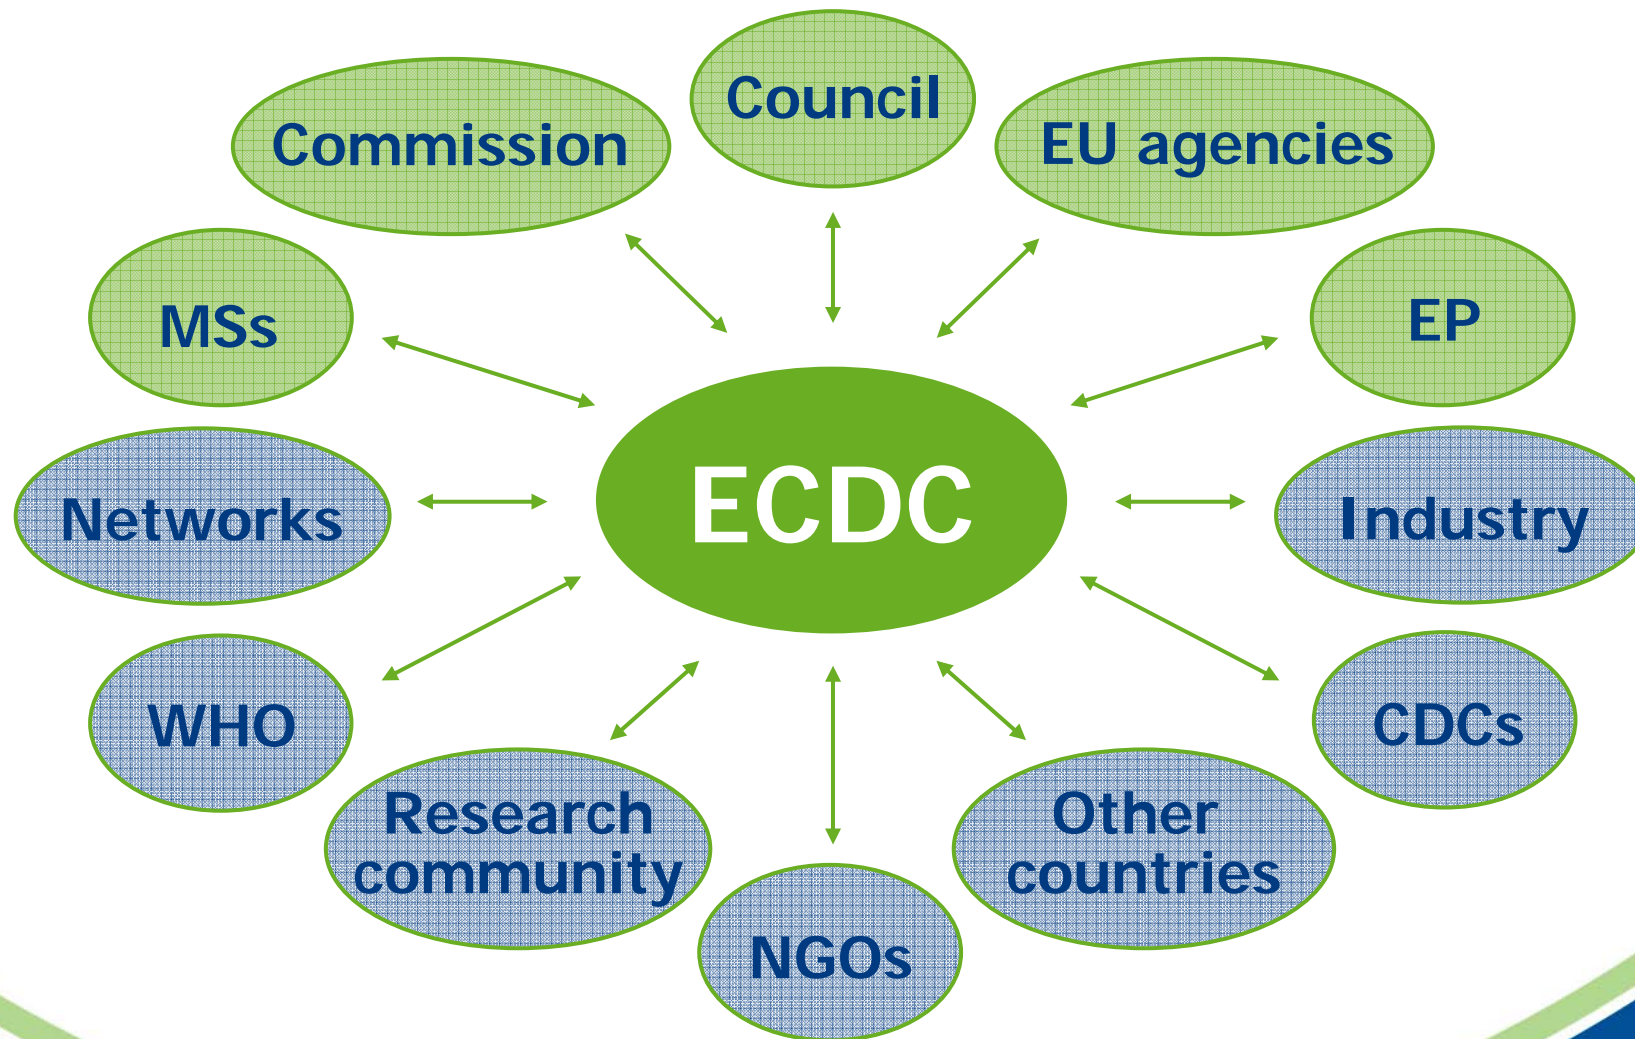 Council
Commission
EU agencies
MSs
EP
ECDC
Networks
Industry
WHO
CDCs
Research
community
Other
countries
NGOs